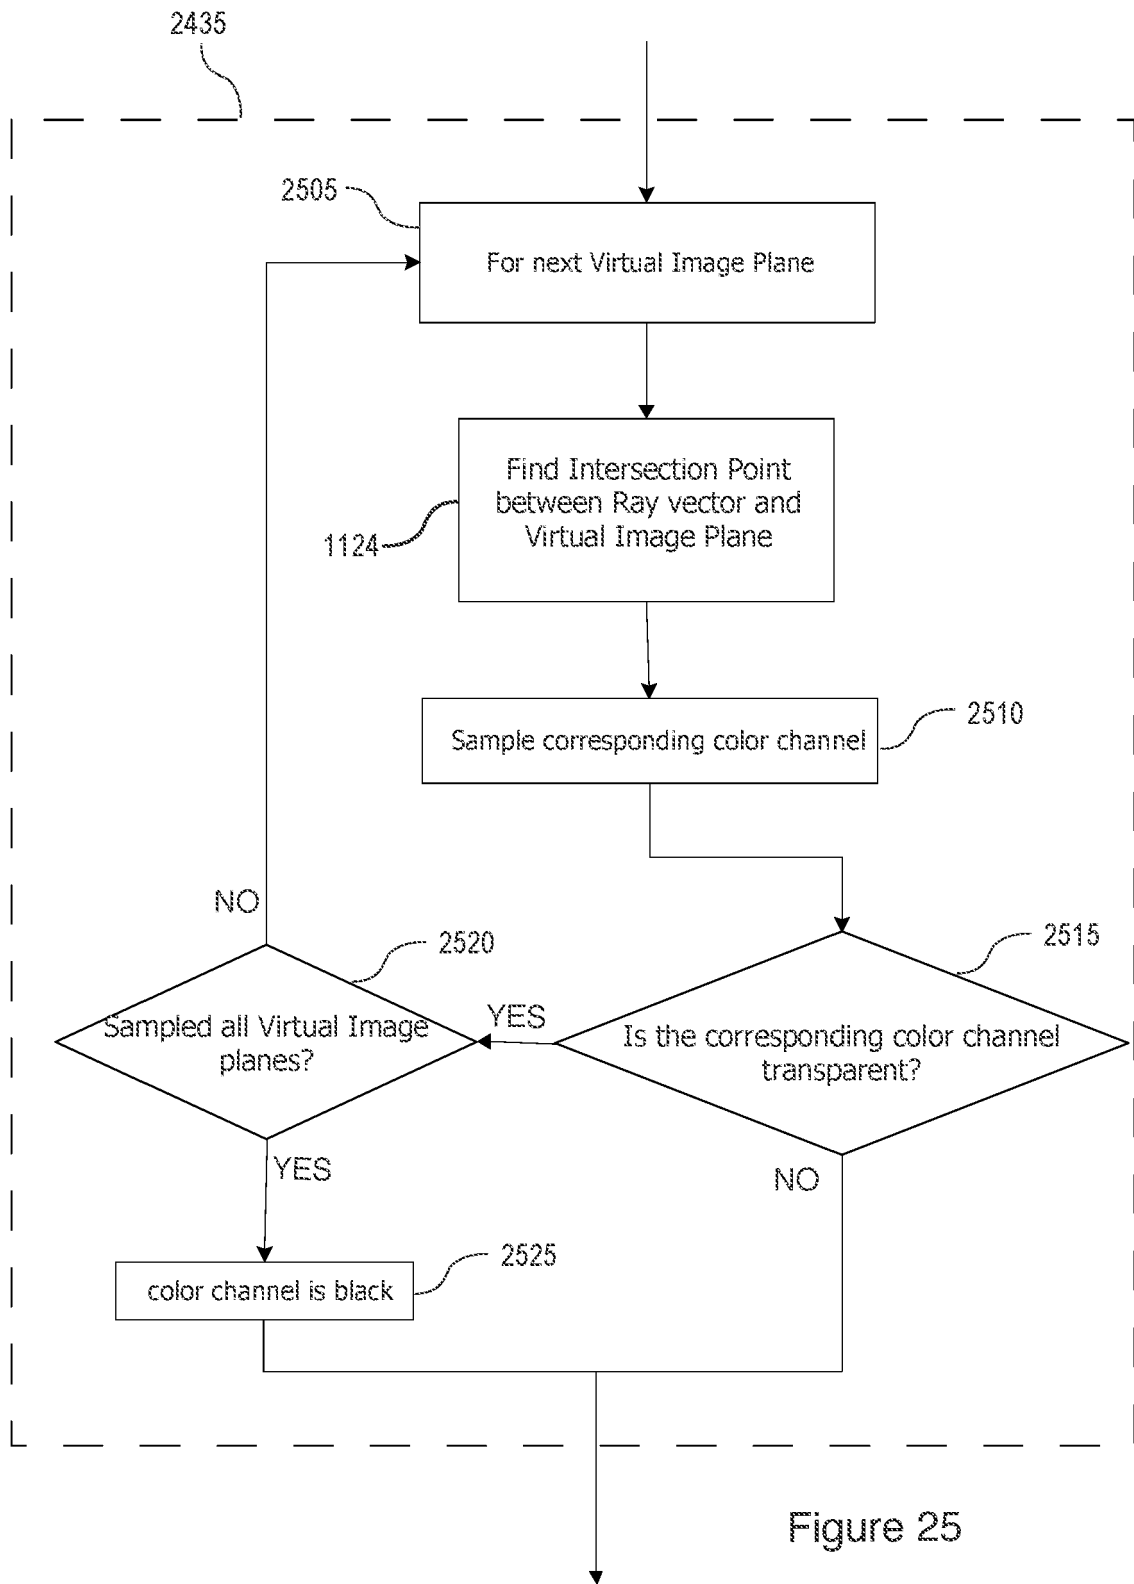 2435
2505
For next Virtual Image Plane
Find Intersection Point
between Ray vector and
Virtual Image Plane
1124
2510
Sample corresponding color channel
NO
2520
2515
YES
Sampled all Virtual Image
planes?
Is the corresponding color channel
transparent?
YES
NO
2525
color channel is black
Figure 25